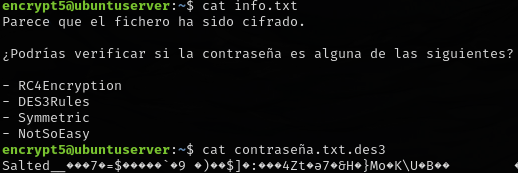 encrypt5@ubuntuserver:~$ cat info.txt
Parece que el fichero ha sido cifrado.
¿Podrías verificar si la contraseña es alguna de las siguientes?
- RC4Encryption
- DES3Rules
- Symmetric
- NotSoEasy
encrypt5@ubuntuserver:~$ cat contraseña.txt.des3
Salted__���7�=$�����`�9 �)��$]�:���4Zt�a7�&H�}Mo�K\U�B��